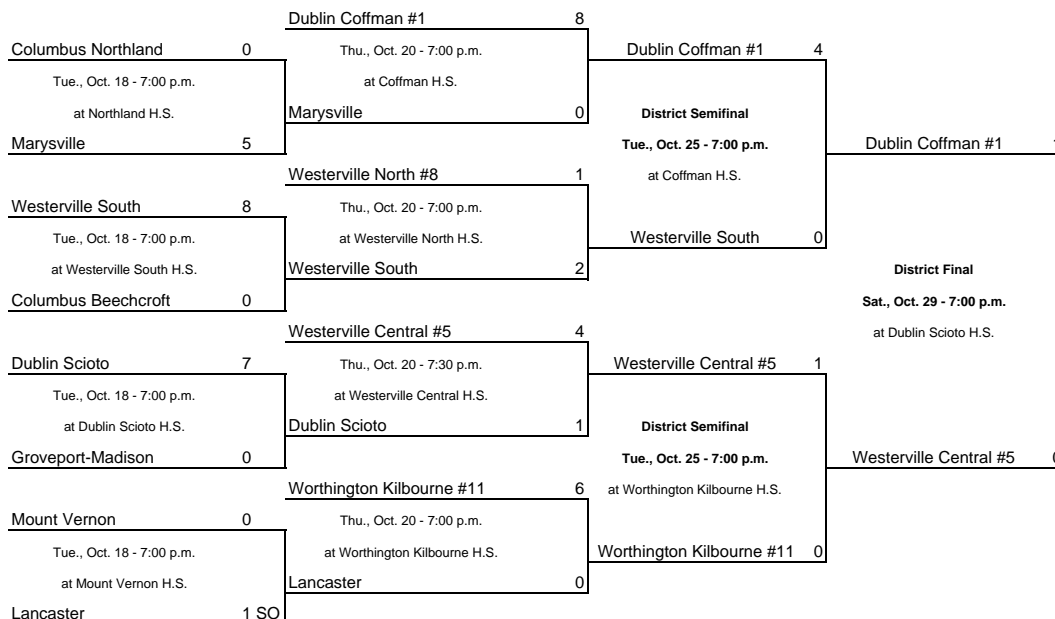 Dublin Coffman #1 8
Columbus Northland 0
Thu., Oct. 20 - 7:00 p.m.
Dublin Coffman #1 4
Tue., Oct. 18 - 7:00 p.m.
at Coffman H.S.
at Northland H.S.
Marysville 0
District Semifinal
Marysville 5
Tue., Oct. 25 - 7:00 p.m.
Dublin Coffman #1
at Coffman H.S.
Westerville North #8 1
Westerville South 8
Thu., Oct. 20 - 7:00 p.m.
Tue., Oct. 18 - 7:00 p.m.
at Westerville North H.S.
Westerville South 0
at Westerville South H.S.
Westerville South 2
District Final
Columbus Beechcroft 0
Sat., Oct. 29 - 7:00 p.m.
Westerville Central #5 4
at Dublin Scioto H.S.
Dublin Scioto 7
Thu., Oct. 20 - 7:30 p.m.
Westerville Central #5 1
Tue., Oct. 18 - 7:00 p.m.
at Westerville Central H.S.
at Dublin Scioto H.S.
Dublin Scioto 1
District Semifinal
Groveport-Madison 0
Tue., Oct. 25 - 7:00 p.m.
Westerville Central #5
Worthington Kilbourne #11 6
at Worthington Kilbourne H.S.
Mount Vernon 0
Thu., Oct. 20 - 7:00 p.m.
Tue., Oct. 18 - 7:00 p.m.
at Worthington Kilbourne H.S.
Worthington Kilbourne #11 0
at Mount Vernon H.S.
Lancaster 0
Lancaster 1 SO